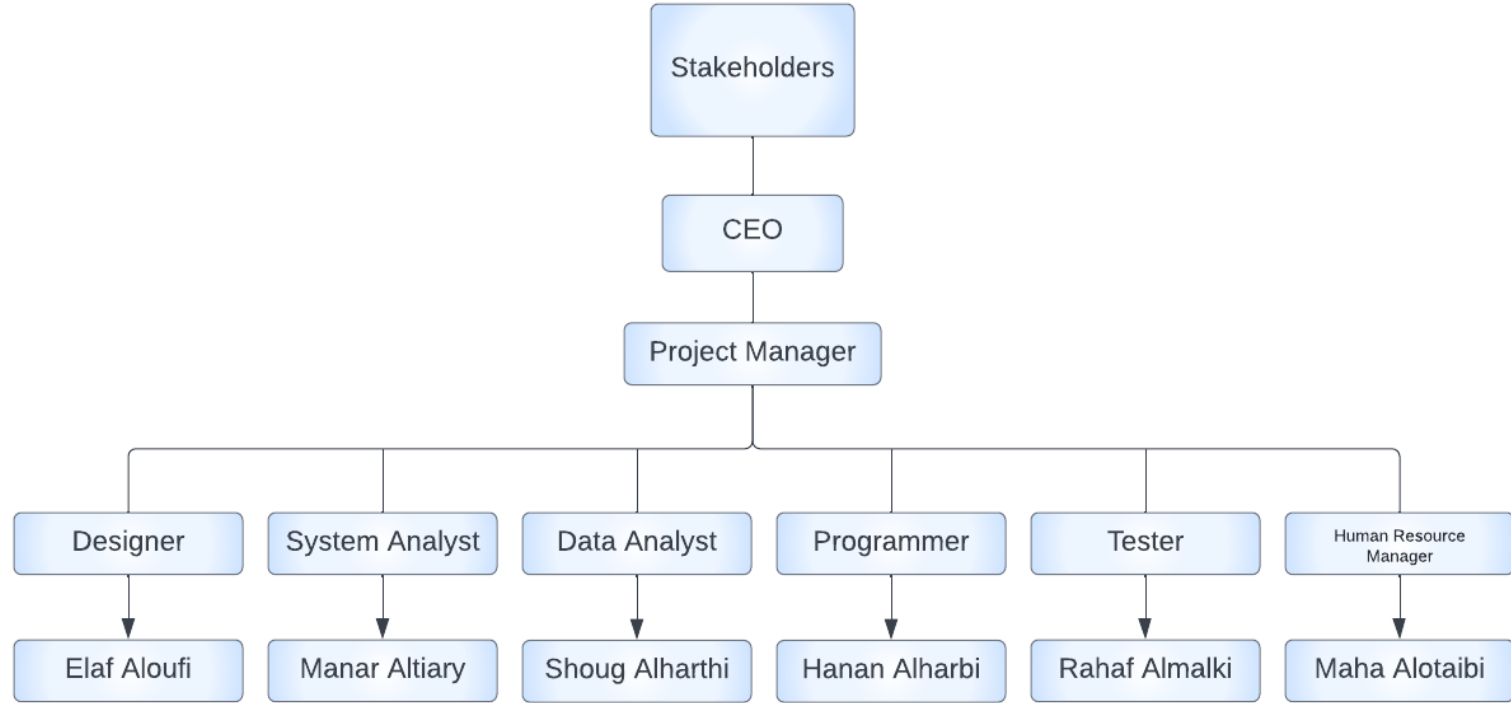 Stakeholders
CEO
Project Manager
Designer
System Analyst
Data Analyst
Programmer
Tester
Human Resource
Manager
Elaf Aloufi
Manar Altiary
Shoug Alharthi
Hanan Alharbi
Rahaf Almalki
Maha Alotaibi